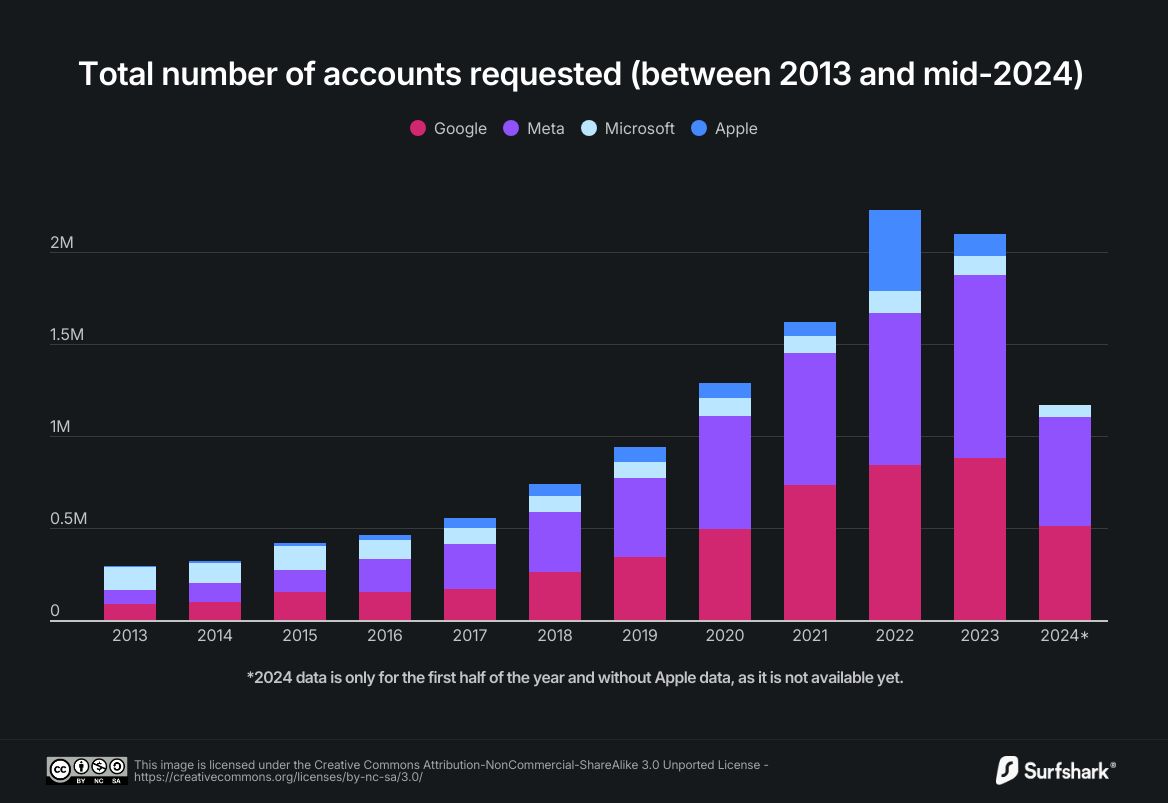 Total number of accounts requested (between 2013 and mid-2024)
Google Meta Microsoft Apple
2M
1.5M
1M
0.5M
0
2013 2014 2015 2016 2017 2018 2019 2020 2021 2022 2023 2024*
*2024 data is only for the first half of the year and without Apple data, as it is not available yet.
cc BY NC SA
This image is licensed under the Creative Commons Attribution-NonCommercial-ShareAlike 3.0 Unported License -
https://creativecommons.org/licenses/by-nc-sa/3.0/
Surfshark®